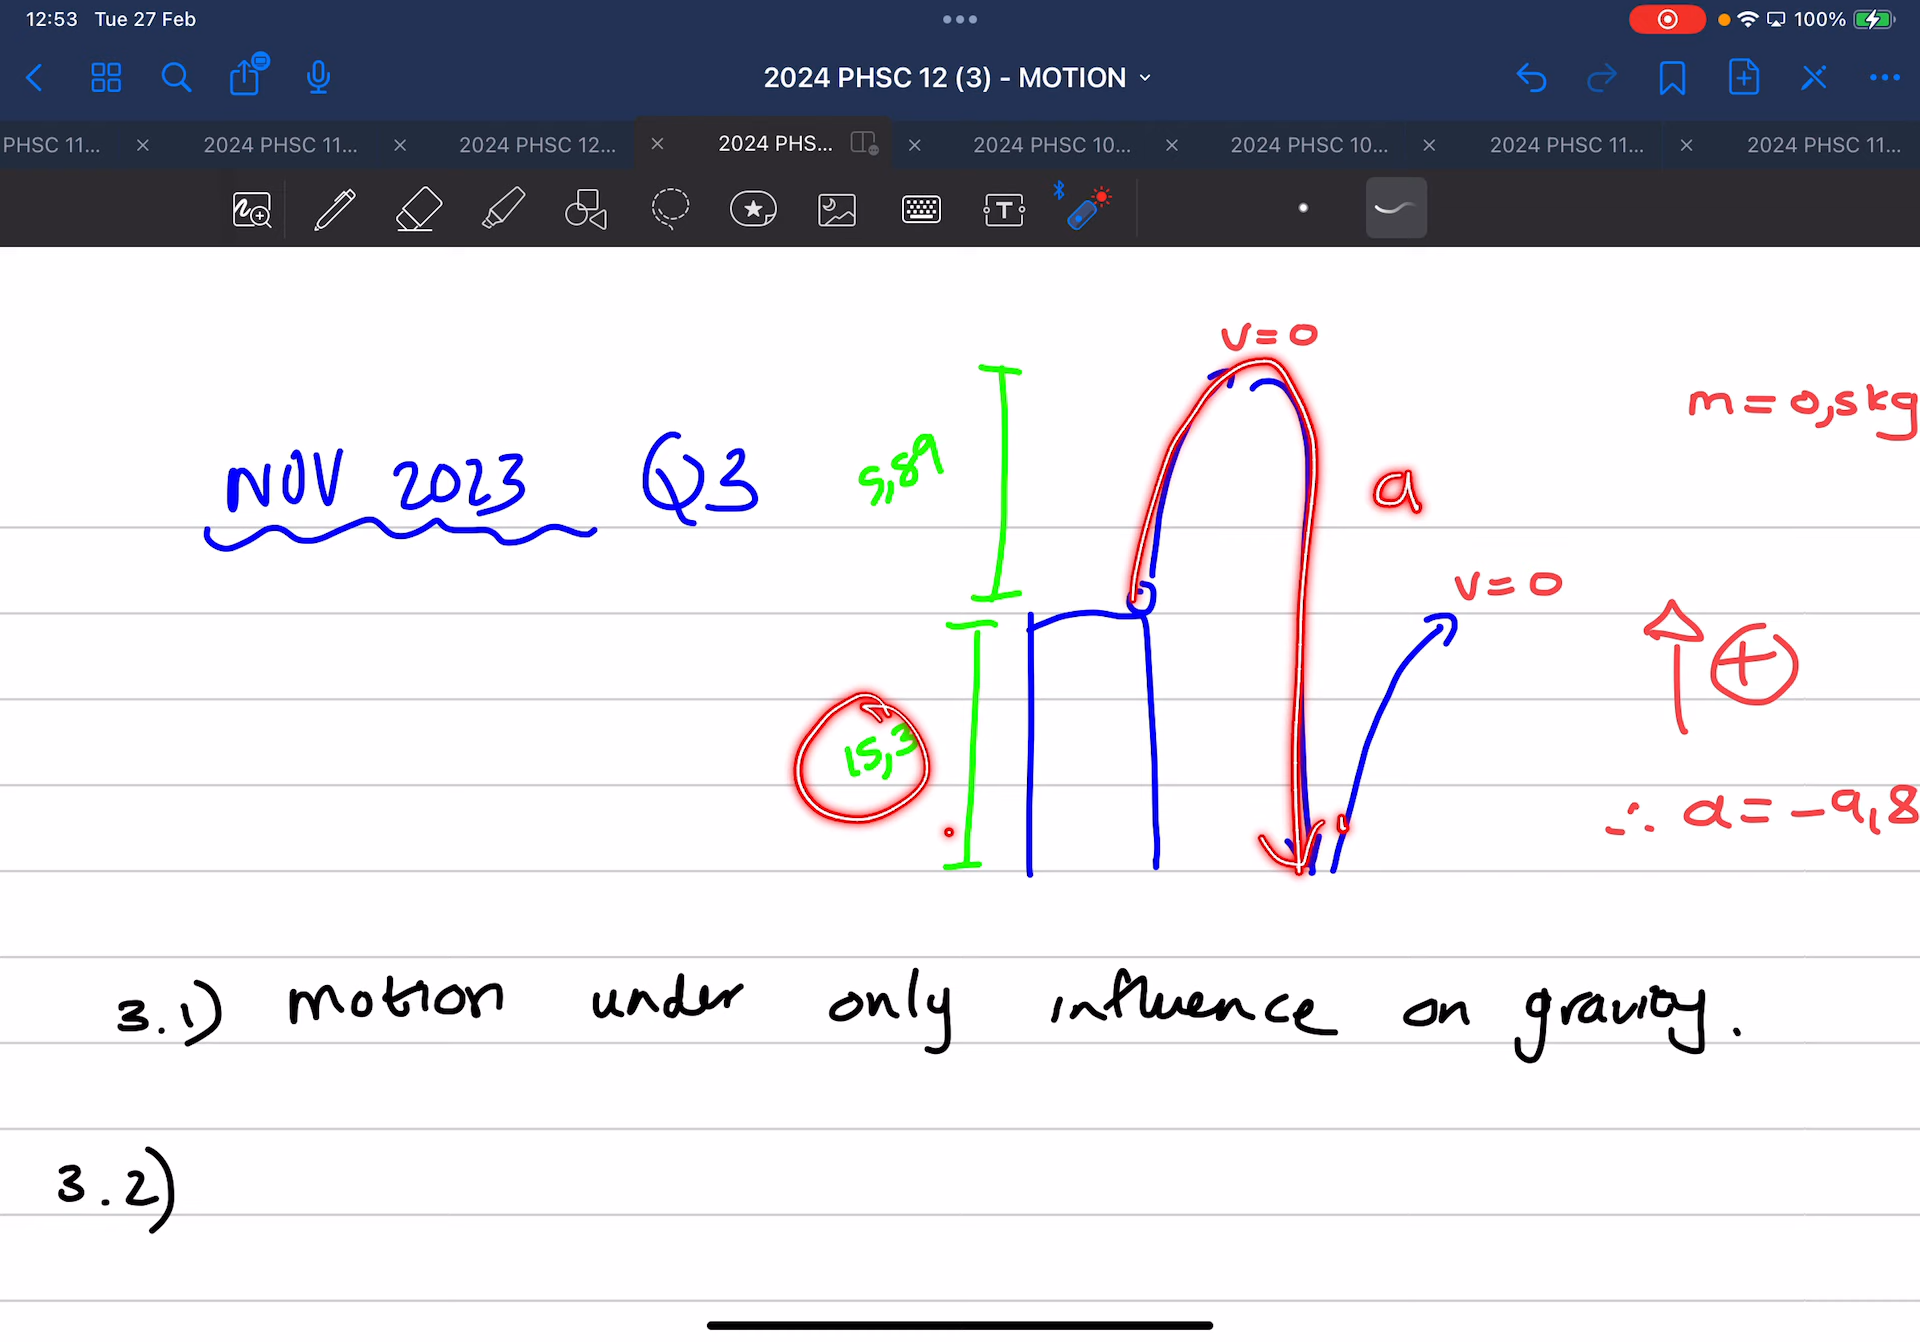 12:53 Tue 27 Feb
100%
2024 PHSC 12 (3) - MOTION
PHSC 11... 2024 PHSC 11... 2024 PHSC 12... 2024 PHS... 2024 PHSC 10... 2024 PHSC 10... 2024 PHSC 11... 2024 PHSC 11...
T
V = 0
m = 0,5kg
NOV 2023 Q3
5,89
a
V = 0
+
15,3
∴ a = -9,8
3.1) motion under only influence on gravity.
3.2)